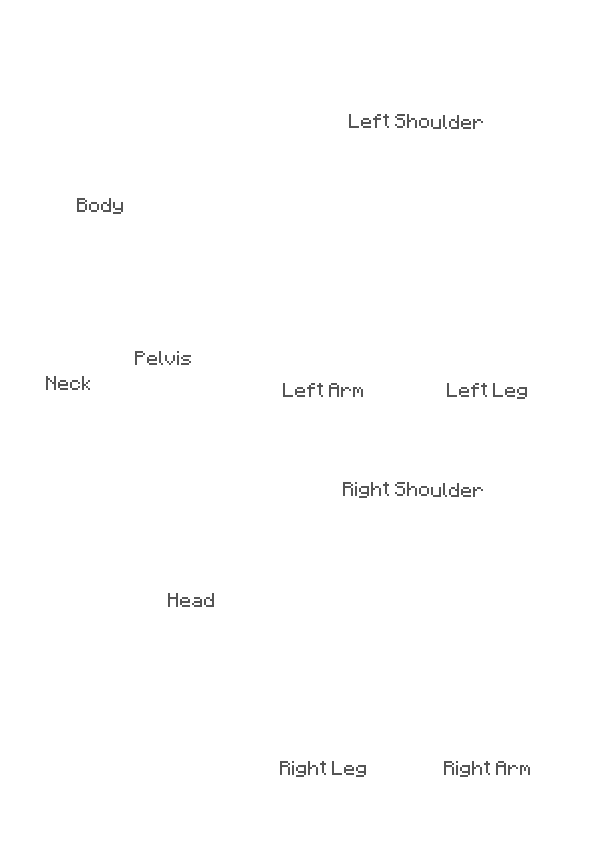 Left Shoulder
Body
Pelvis
Neck
Left Arm
Left Leg
Right Shoulder
Head
Right Leg
Right Arm